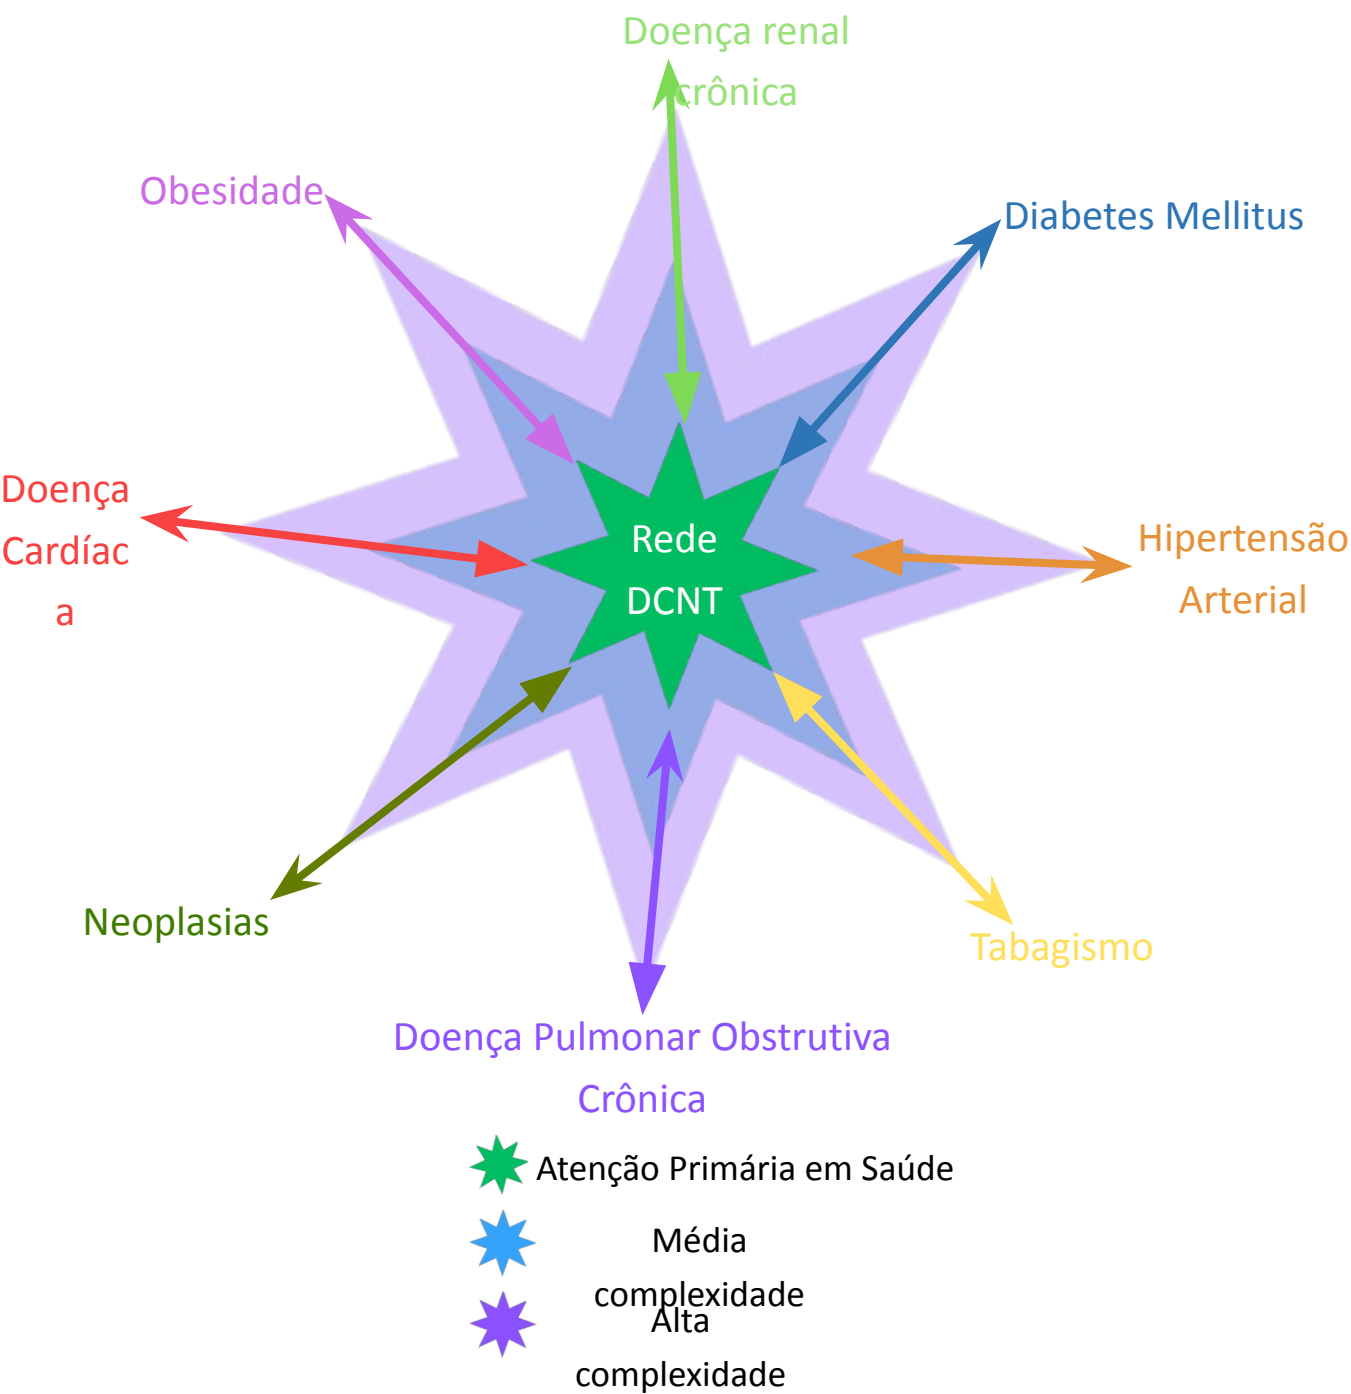 Doença renal
crônica
Obesidade
Diabetes Mellitus
Doença
Cardíac
a
Rede
DCNT
Hipertensão
Arterial
Neoplasias
Tabagismo
Doença Pulmonar Obstrutiva
Crônica
Atenção Primária em Saúde
Média
complexidade
Alta
complexidade